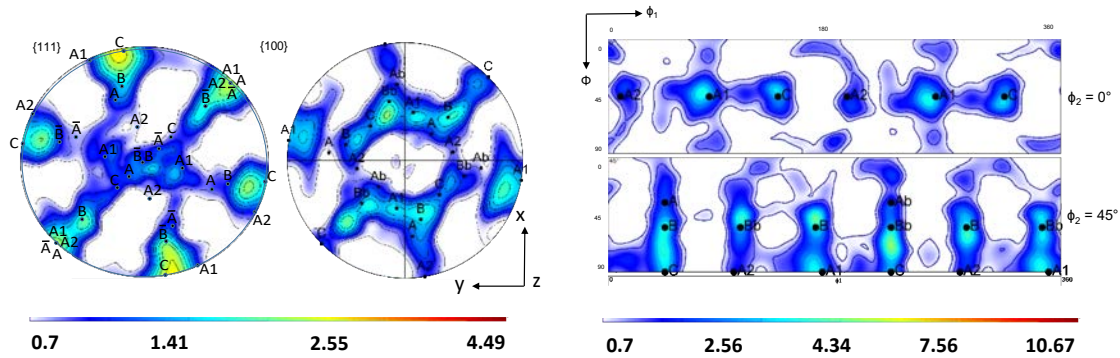 {111}
A1
C
B
A
A1
A
A2
A̅
B̅
A2
C
B̅
A̅
A2
C
A̅
A1
B̅
B
A1
A
C
A2
A
B
C
A2
B
A1
A̅
A
A2
A̅
B
C
A1
{100}
Ab
C
Bb
A1
B
A
A1
B
C
A
A2
A2
Ab
Bb
Ab
A1
Bb
A1
C
B
A
C
x
y
z
0.7 1.41 2.55 4.49
ϕ1
0 180 360
Φ
0
45
90
A2 A1 C A2 A1 C
ϕ2 = 0°
45
90
A Ab
B Bb B Bb B Bb
C A2 A1 C A2 A1
ϕ2 = 45°
0 ϕ1 360
0.7 2.56 4.34 7.56 10.67